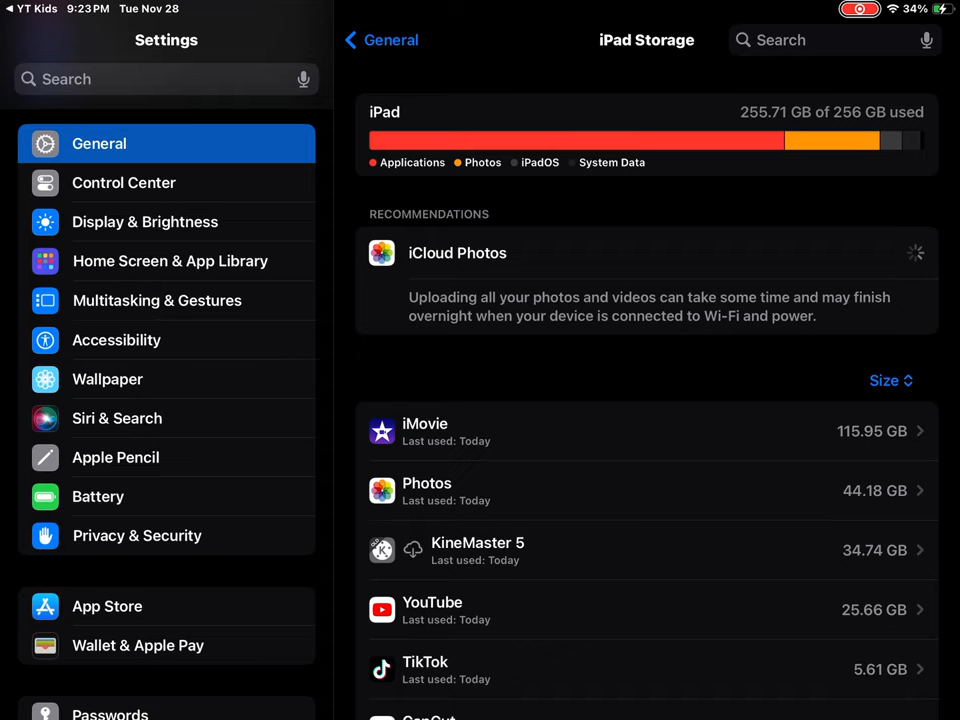 YT Kids 9:23 PM Tue Nov 28
34%
Settings
Search
General
Control Center
Display & Brightness
Home Screen & App Library
Multitasking & Gestures
Accessibility
Wallpaper
Siri & Search
Apple Pencil
Battery
Privacy & Security
App Store
Wallet & Apple Pay
Passwords
General
iPad Storage
Search
iPad
255.71 GB of 256 GB used
Applications Photos iPadOS System Data
RECOMMENDATIONS
iCloud Photos
Uploading all your photos and videos can take some time and may finish
overnight when your device is connected to Wi-Fi and power.
Size
iMovie
Last used: Today
115.95 GB
Photos
Last used: Today
44.18 GB
KineMaster 5
Last used: Today
34.74 GB
YouTube
Last used: Today
25.66 GB
TikTok
Last used: Today
5.61 GB
CapCut